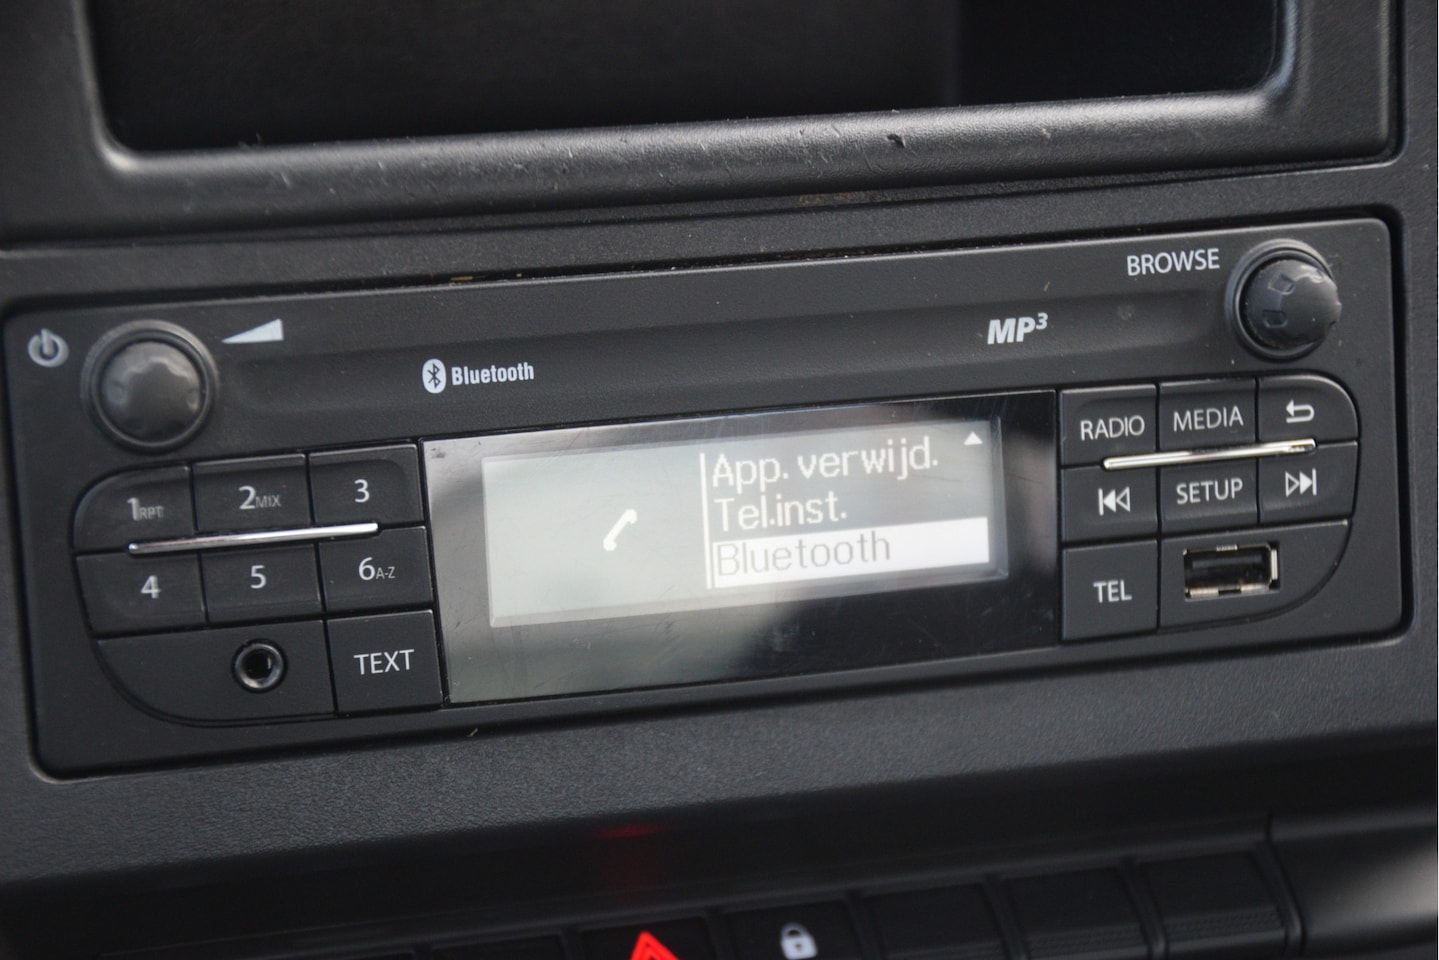 BROWSE
MP3
Bluetooth
RADIO
MEDIA
1RPT
2MIX
3
App. verwijd.
Tel.inst.
Bluetooth
SETUP
4
5
6A-Z
TEL
TEXT